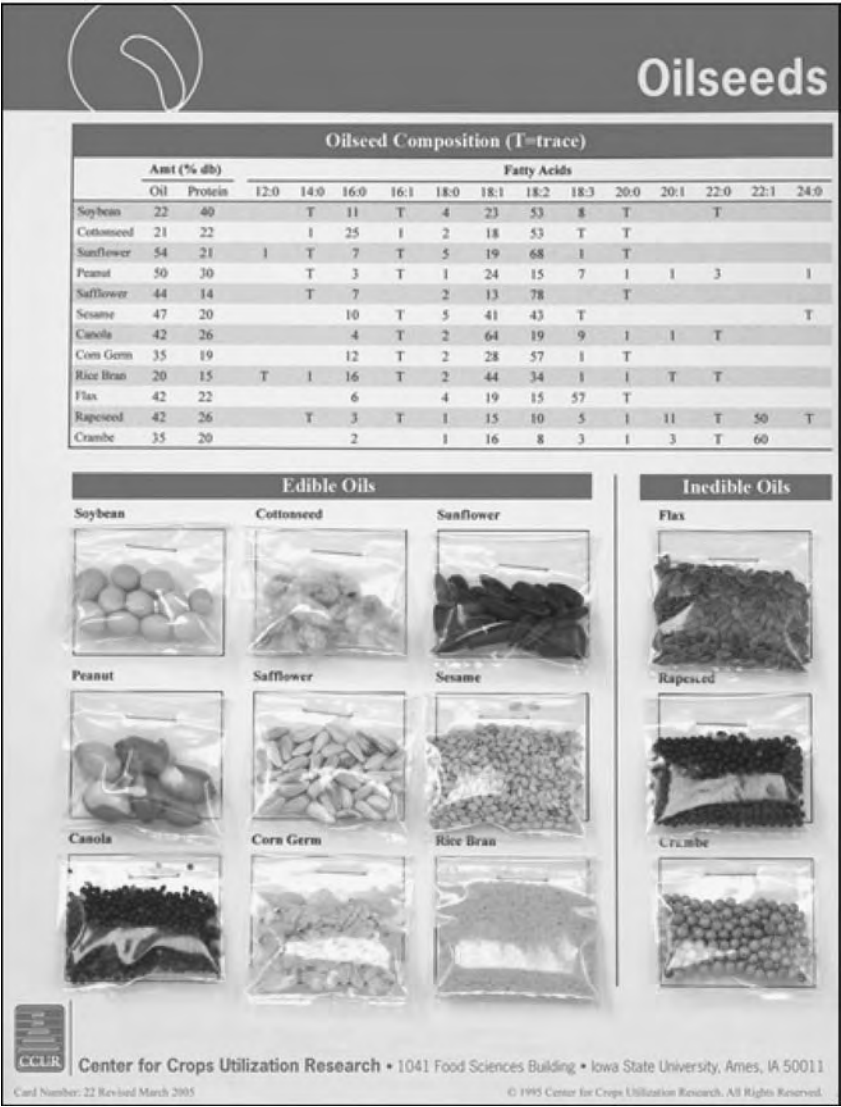 Oilseeds
Oilseed Composition (T=trace)
Amt (% db) Fatty Acids
Oil Protein 12:0 14:0 16:0 16:1 18:0 18:1 18:2 18:3 20:0 20:1 22:0 22:1 24:0
Soybean 22 40 T 11 T 4 23 53 8 T T
Cottonseed 21 22 1 25 1 2 18 53 T T
Sunflower 54 21 1 T 7 T 5 19 68 1 T
Peanut 50 30 T 3 T 1 24 15 7 1 1 3 1
Safflower 44 14 T 7 2 13 78 T
Sesame 47 20 10 T 5 41 43 T T
Canola 42 26 4 T 2 64 19 9 1 1 T
Corn Germ 35 19 12 T 2 28 57 1 T
Rice Bran 20 15 T 1 16 T 2 44 34 1 1 T T
Flax 42 22 6 4 19 15 57 T
Rapeseed 42 26 T 3 T 1 15 10 5 1 11 T 50 T
Crambe 35 20 2 1 16 8 3 1 3 T 60
Edible Oils Inedible Oils
Soybean Cottonseed Sunflower Flax
Peanut Safflower Sesame Rapeseed
Canola Corn Germ Rice Bran Crambe
CCUR
Center for Crops Utilization Research • 1041 Food Sciences Building • Iowa State University, Ames, IA 50011
Card Number: 22 Revised March 2005 © 1995 Center for Crops Utilization Research. All Rights Reserved.